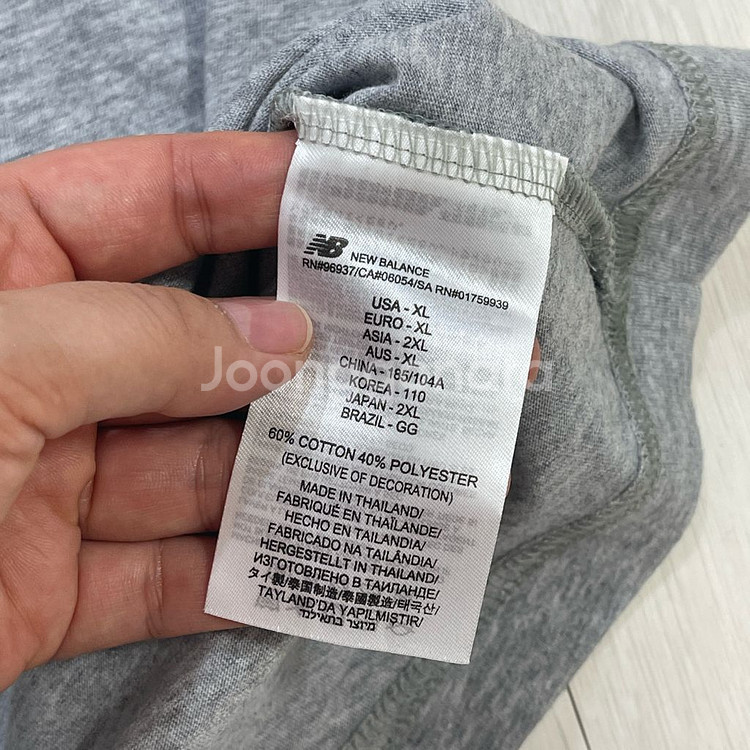 NB NEW BALANCE
RN#96937/CA#06054/SA RN#01759939
USA - XL
EURO - XL
ASIA - 2XL
AUS - XL
CHINA - 185/104A
KOREA - 110
JAPAN - 2XL
BRAZIL - GG
60% COTTON 40% POLYESTER
(EXCLUSIVE OF DECORATION)
MADE IN THAILAND/
FABRIQUÉ EN THAÏLANDE/
HECHO EN TAILANDIA/
FABRICADO NA TAILÂNDIA/
HERGESTELLT IN THAILAND/
ИЗГОТОВЛЕНО В ТАИЛАНДЕ/
タイ製/泰国制造/泰國製造/태국산/
TAYLAND'DA YAPILMIŞTIR/
מיוצר בתאילנד